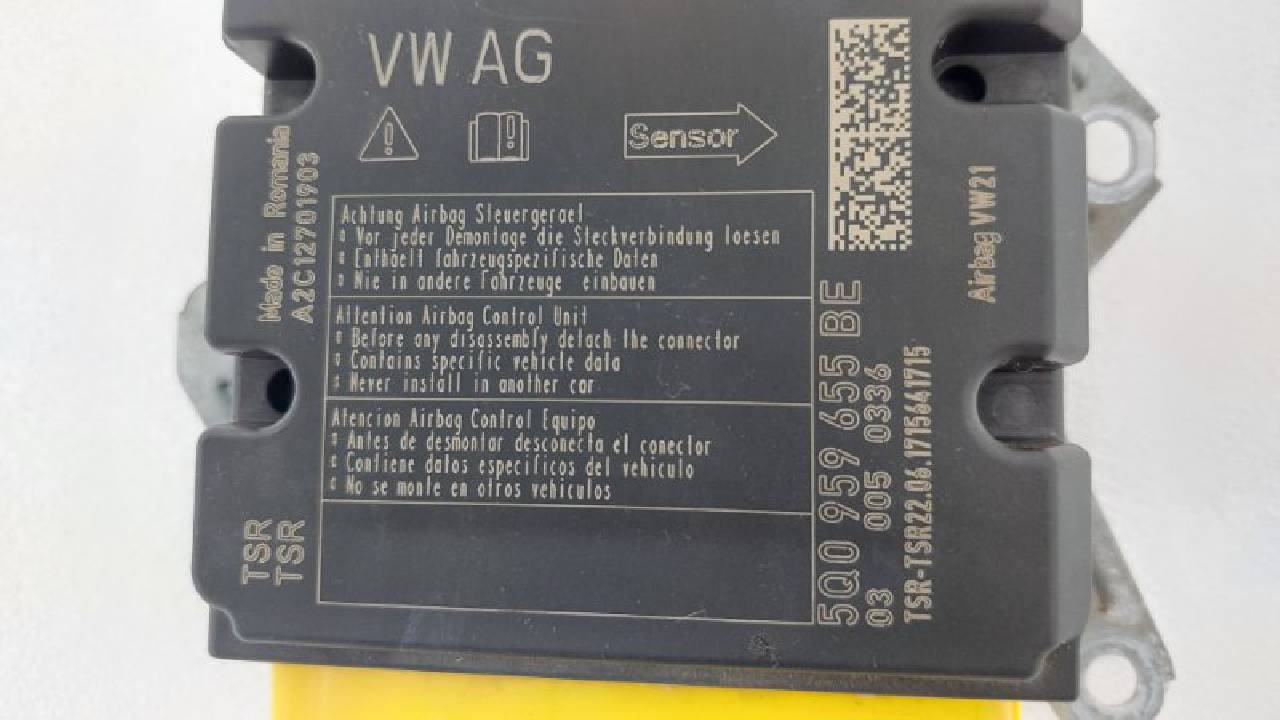 VW AG
Sensor
Made in Romania
A2C12701903
Achtung Airbag Steuergeraet
Vor jeder Demontage die Steckverbindung loesen
Enthäelt fahrzeugspezifische Daten
Nie in andere Fahrzeuge einbauen
Attention Airbag Control Unit
Before any disassembly detach the connector
Contains specific vehicle data
Never install in another car
Atencion Airbag Control Equipo
Antes de desmontar desconecta el conector
Contiene datos especificos del vehiculo
No se monte en otros vehiculos
TSR
TSR
5Q0 959 655 BE
03 005 0336
TSR-TSR22.06.1715641715
Airbag VW21